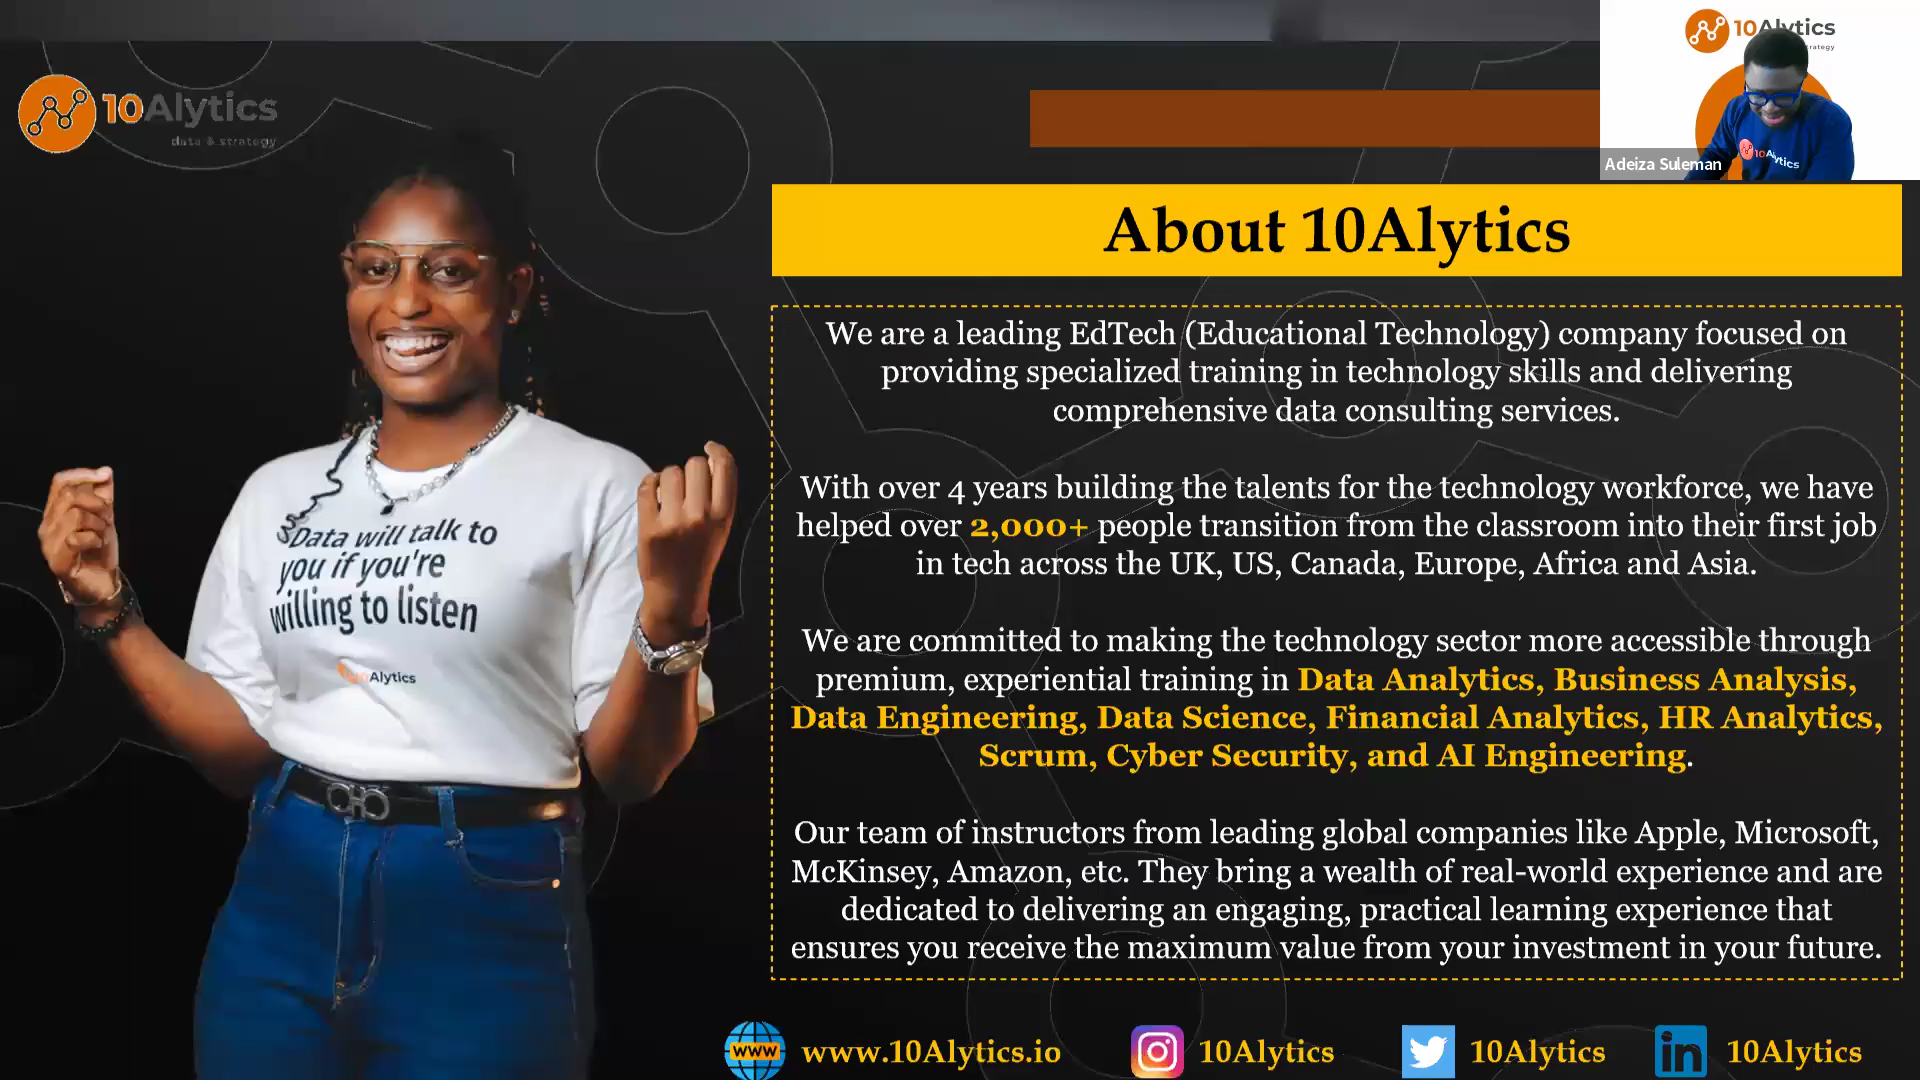 10Alytics
data & strategy
10Alytics
Adeiza Suleman
10Alytics
About 10Alytics
We are a leading EdTech (Educational Technology) company focused on
providing specialized training in technology skills and delivering
comprehensive data consulting services.
With over 4 years building the talents for the technology workforce, we have
helped over 2,000+ people transition from the classroom into their first job
in tech across the UK, US, Canada, Europe, Africa and Asia.
We are committed to making the technology sector more accessible through
premium, experiential training in Data Analytics, Business Analysis,
Data Engineering, Data Science, Financial Analytics, HR Analytics,
Scrum, Cyber Security, and AI Engineering.
Our team of instructors from leading global companies like Apple, Microsoft,
McKinsey, Amazon, etc. They bring a wealth of real-world experience and are
dedicated to delivering an engaging, practical learning experience that
ensures you receive the maximum value from your investment in your future.
Data will talk to
you if you're
willing to listen
10Alytics
www
www.10Alytics.io
10Alytics
10Alytics
in
10Alytics